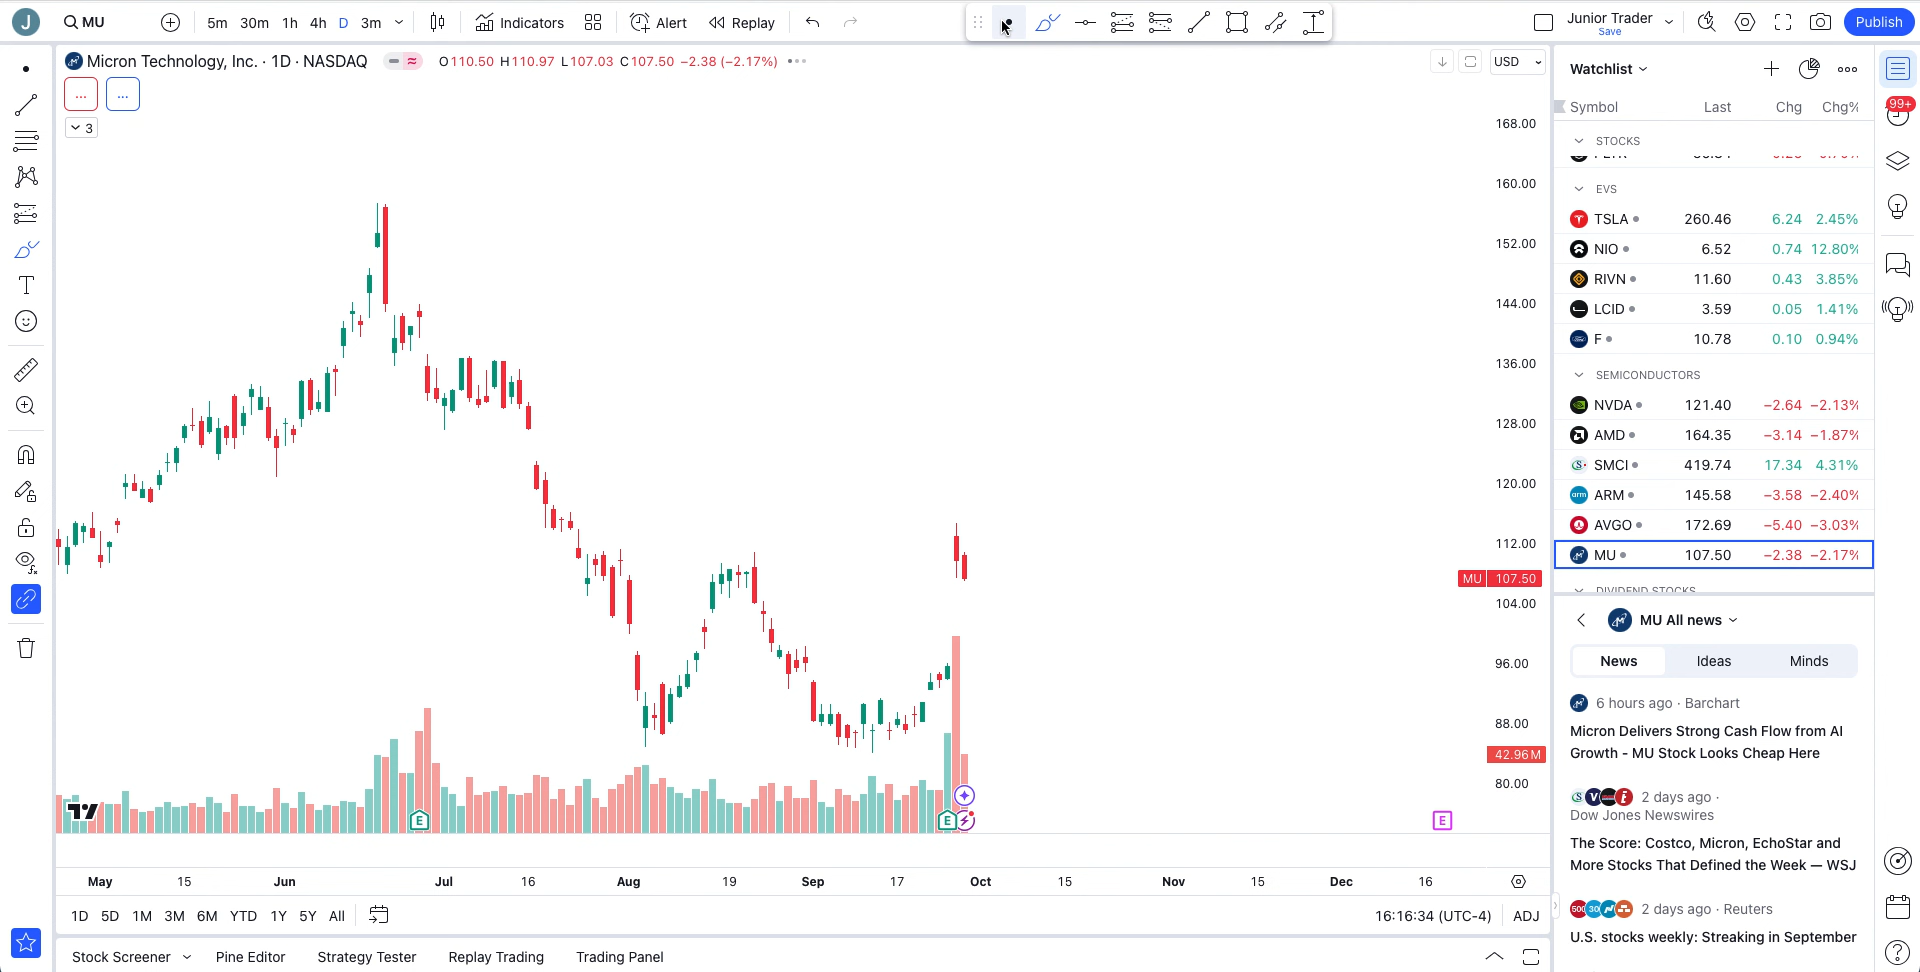 J
MU
5m 30m 1h 4h D 3m
Indicators
Alert
Replay
Junior Trader
Save
Publish
Micron Technology, Inc. · 1D · NASDAQ
O110.50 H110.97 L107.03 C107.50 −2.38 (−2.17%)
USD
... ...
3
168.00
160.00
152.00
144.00
136.00
128.00
120.00
112.00
MU 107.50
104.00
96.00
88.00
42.96M
80.00
E E E
May 15 Jun Jul 16 Aug 19 Sep 17 Oct 15 Nov 15 Dec 16
1D 5D 1M 3M 6M YTD 1Y 5Y All
16:16:34 (UTC-4) ADJ
Stock Screener Pine Editor Strategy Tester Replay Trading Trading Panel
T
Watchlist
99+
Symbol Last Chg Chg%
STOCKS
EVS
TSLA 260.46 6.24 2.45%
NIO 6.52 0.74 12.80%
RIVN 11.60 0.43 3.85%
LCID 3.59 0.05 1.41%
F 10.78 0.10 0.94%
SEMICONDUCTORS
NVDA 121.40 −2.64 −2.13%
AMD 164.35 −3.14 −1.87%
SMCI 419.74 17.34 4.31%
arm ARM 145.58 −3.58 −2.40%
AVGO 172.69 −5.40 −3.03%
MU 107.50 −2.38 −2.17%
DIVIDEND STOCKS
MU All news
News Ideas Minds
6 hours ago · Barchart
Micron Delivers Strong Cash Flow from AI
Growth - MU Stock Looks Cheap Here
2 days ago ·
Dow Jones Newswires
The Score: Costco, Micron, EchoStar and
More Stocks That Defined the Week — WSJ
2 days ago · Reuters
U.S. stocks weekly: Streaking in September